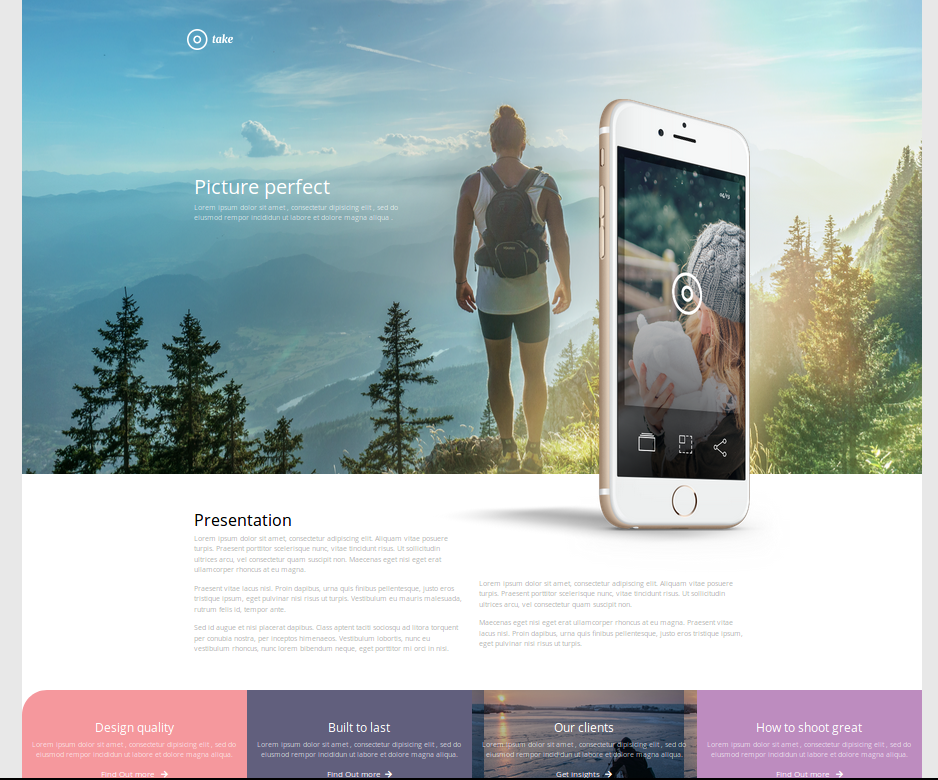 take
Picture perfect
Lorem ipsum dolor sit amet, consectetur dipisicing elit, sed do
eiusmod rempor incididun ut labore et dolore magna aliqua.
Presentation
Lorem ipsum dolor sit amet, consectetur adipiscing elit. Aliquam vitae posuere
turpis. Praesent porttitor scelerisque nunc, vitae tincidunt risus. Ut sollicitudin
ultrices arcu, vel consectetur quam suscipit non. Maecenas eget nisi eget erat
ullamcorper rhoncus at eu magna.
Praesent vitae lacus nisi. Proin dapibus, urna quis finibus pellentesque, justo eros
tristique ipsum, eget pulvinar nisi risus ut turpis. Vestibulum eu mauris malesuada,
rutrum felis id, tempor ante.
Sed id augue et nisi placerat dapibus. Class aptent taciti sociosqu ad litora torquent
per conubia nostra, per inceptos himenaeos. Vestibulum lobortis, nunc eu
vestibulum rhoncus, nunc lorem bibendum neque, eget porttitor mi orci in nisi.
Lorem ipsum dolor sit amet, consectetur adipiscing elit. Aliquam vitae posuere
turpis. Praesent porttitor scelerisque nunc, vitae tincidunt risus. Ut sollicitudin
ultrices arcu, vel consectetur quam suscipit non.
Maecenas eget nisi eget erat ullamcorper rhoncus at eu magna. Praesent vitae
lacus nisi. Proin dapibus, urna quis finibus pellentesque, justo eros tristique ipsum,
eget pulvinar nisi risus ut turpis.
Design quality
Lorem ipsum dolor sit amet, consectetur dipisicing elit, sed do
eiusmod rempor incididun ut labore et dolore magna aliqua.
Find Out more
Built to last
Lorem ipsum dolor sit amet, consectetur dipisicing elit, sed do
eiusmod rempor incididun ut labore et dolore magna aliqua.
Find Out more
Our clients
Lorem ipsum dolor sit amet, consectetur dipisicing elit, sed do
eiusmod rempor incididun ut labore et dolore magna aliqua.
Get insights
How to shoot great
Lorem ipsum dolor sit amet, consectetur dipisicing elit, sed do
eiusmod rempor incididun ut labore et dolore magna aliqua.
Find Out more